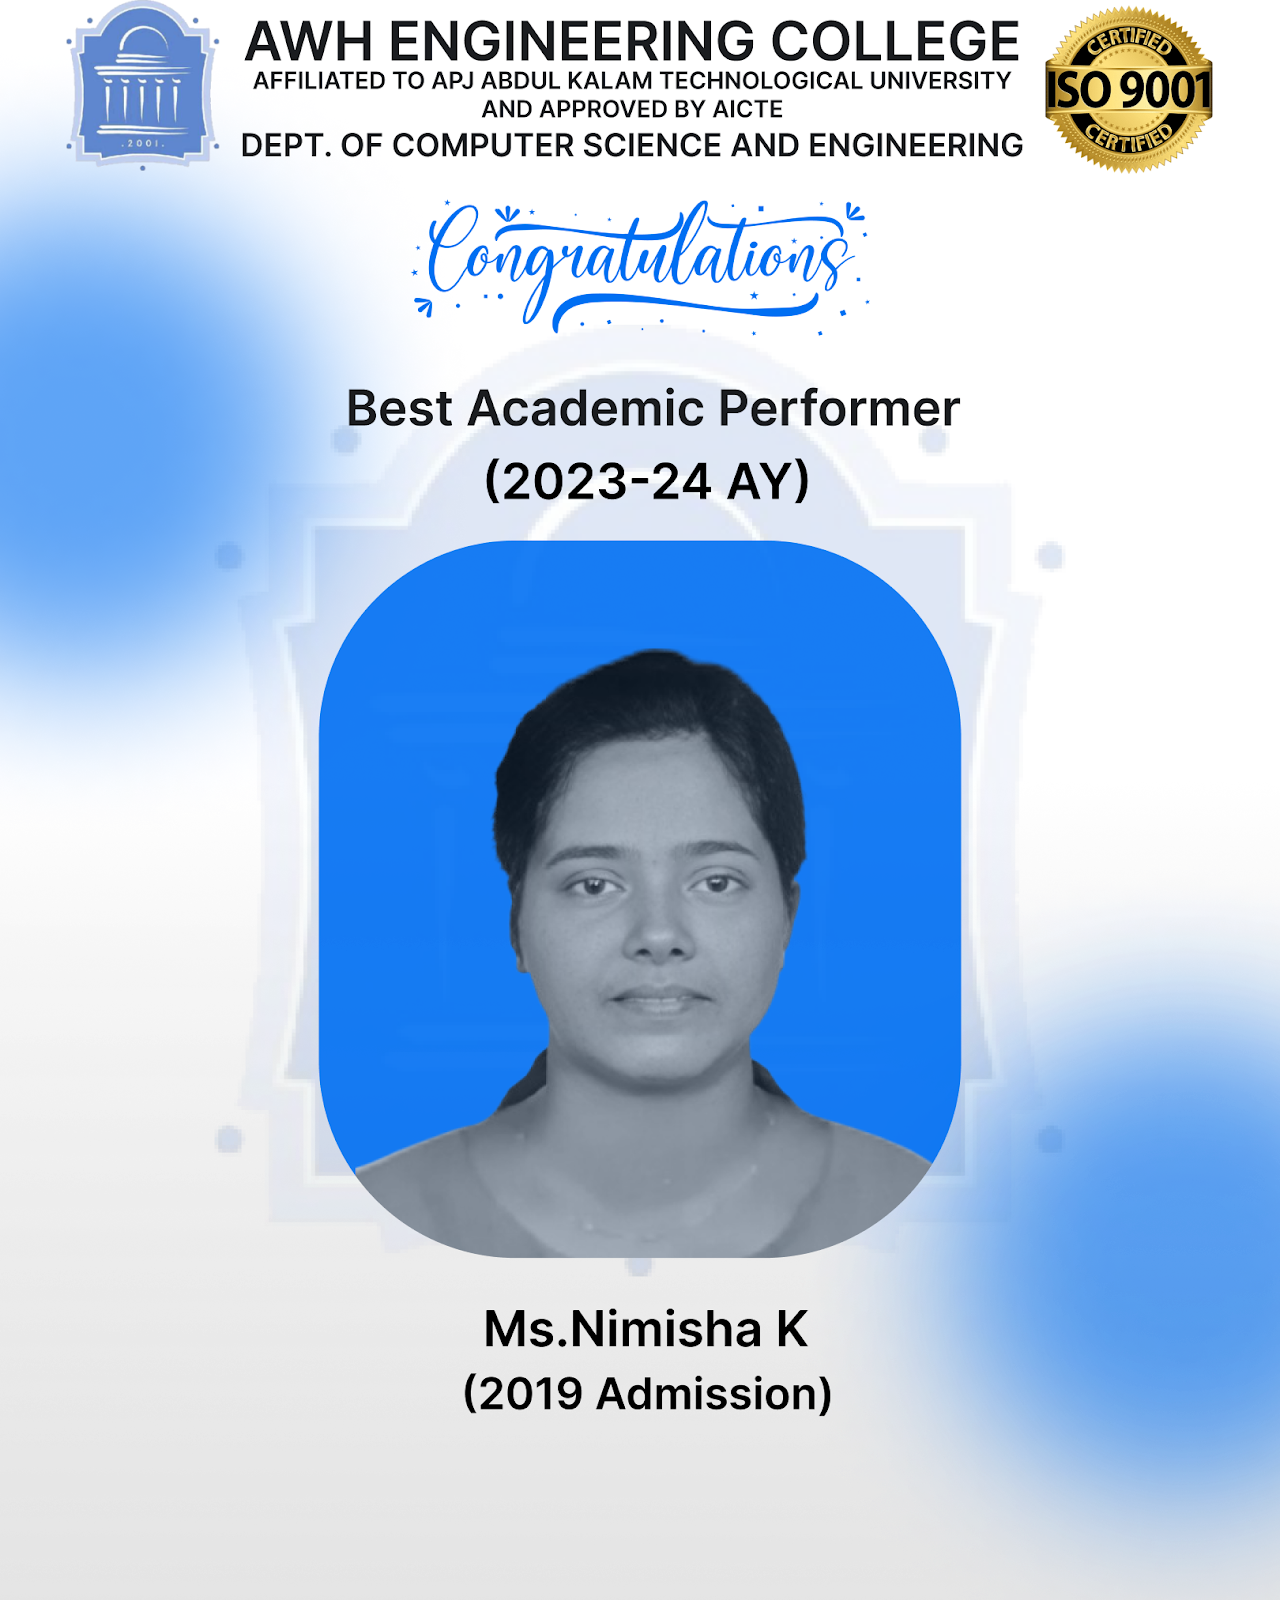 AWH ENGINEERING COLLEGE
AFFILIATED TO APJ ABDUL KALAM TECHNOLOGICAL UNIVERSITY
AND APPROVED BY AICTE
DEPT. OF COMPUTER SCIENCE AND ENGINEERING
.2001.
CERTIFIED
ISO 9001
CERTIFIED
Congratulations
Best Academic Performer
(2023-24 AY)
Ms.Nimisha K
(2019 Admission)